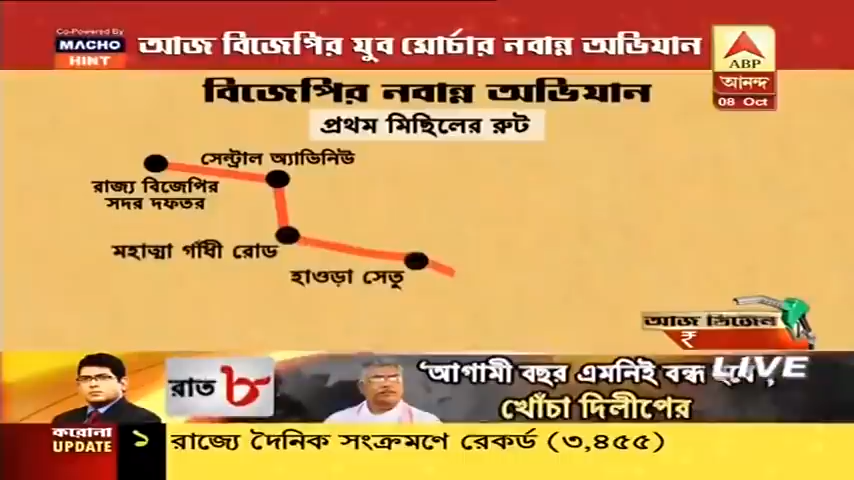 Co-Powered By
MACHO
HINT
আজ বিজেপির যুব মোর্চার নবান্ন অভিযান
ABP
আনন্দ
08 Oct
বিজেপির নবান্ন অভিযান
প্রথম মিছিলের রুট
সেন্ট্রাল অ্যাভিনিউ
রাজ্য বিজেপির
সদর দফতর
মহাত্মা গাঁধী রোড
হাওড়া সেতু
আজ ডিজেল
₹
LIVE
রাত ৮
‘আগামী বছর এমনিই বন্ধ হবে’,
খোঁচা দিলীপের
করোনা
UPDATE
১
রাজ্যে দৈনিক সংক্রমণে রেকর্ড (৩,৪৫৫)